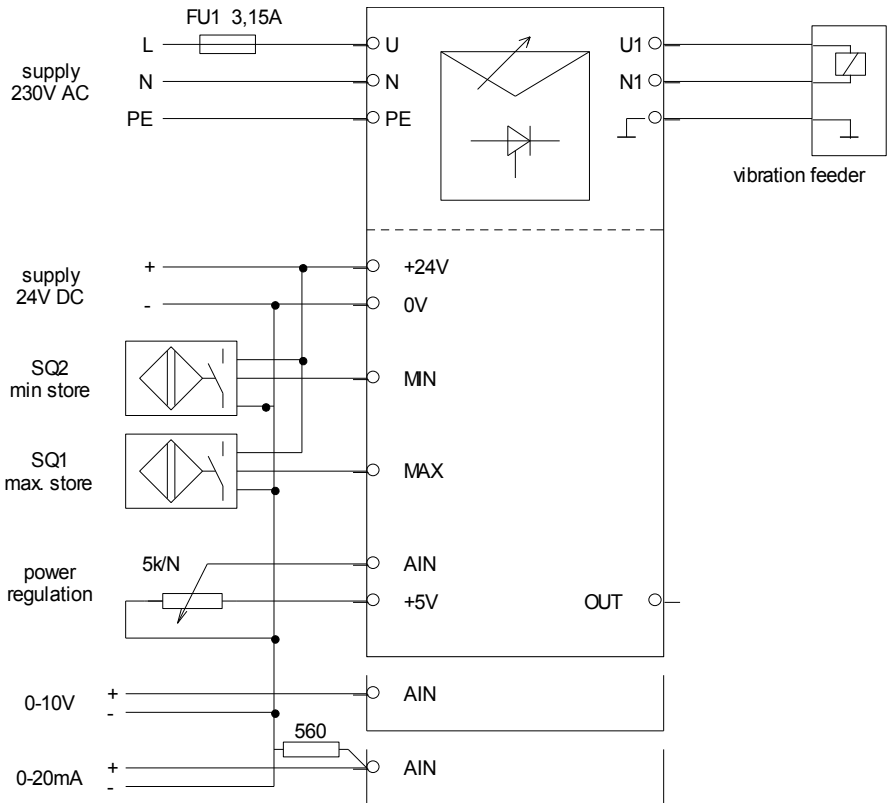 FU1 3,15A
L
U
U1
supply
230V AC
N
N
N1
PE
PE
vibration feeder
supply
24V DC
+
+24V
-
0V
SQ2
min store
MIN
SQ1
max. store
MAX
power
regulation
5k/N
AIN
+5V
OUT
0-10V
+
-
AIN
560
0-20mA
+
-
AIN